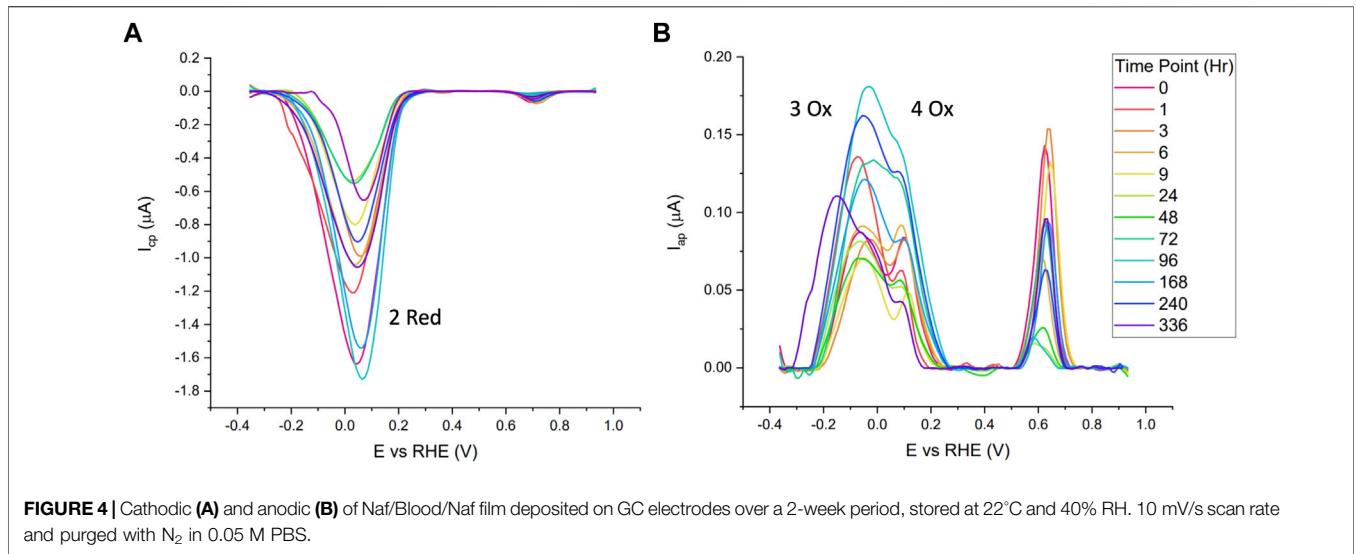 A
0.2
0.0
-0.2
-0.4
-0.6
-0.8
-1.0
-1.2
-1.4
-1.6
-1.8
I cp (μA)
2 Red
-0.4 -0.2 0.0 0.2 0.4 0.6 0.8 1.0
E vs RHE (V)
B
0.20
0.15
0.10
0.05
0.00
I ap (μA)
3 Ox 4 Ox
-0.4 -0.2 0.0 0.2 0.4 0.6 0.8 1.0
E vs RHE (V)
Time Point (Hr)
0
1
3
6
9
24
48
72
96
168
240
336
FIGURE 4 | Cathodic (A) and anodic (B) of Naf/Blood/Naf film deposited on GC electrodes over a 2-week period, stored at 22°C and 40% RH. 10 mV/s scan rate
and purged with N₂ in 0.05 M PBS.